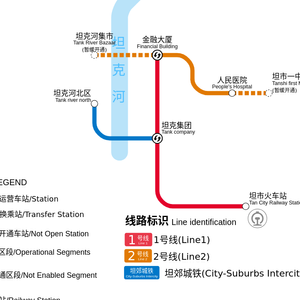 坦克河集市
Tank River Bazaar
(暂缓开通)
金融大厦
Financial Building
坦克河
人民医院
People's Hospital
坦市一中
Tanshi first
(暂缓开通)
坦克河北区
Tank river north
坦克集团
Tank company
坦市火车站
Tan City Railway Statio
EGEND
运营车站/Station
换乘站/Transfer Station
开通车站/Not Open Station
区段/Operational Segments
通区段/Not Enabled Segment
站/Railway Station
线路标识 Line identification
1 号线 Line 1
1号线(Line1)
2 号线 Line 2
2号线(Line2)
坦郊城铁
City-Suburbs Intercity
坦郊城铁(City-Suburbs Intercit